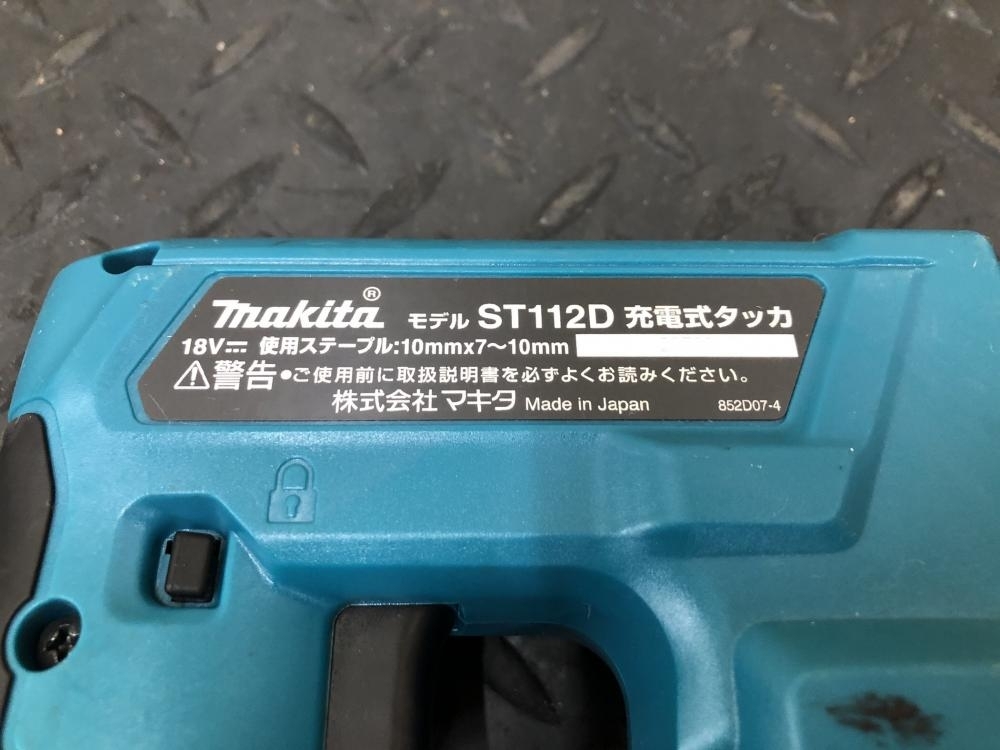 makita® モデル ST112D 充電式タッカ
18V⎓ 使用ステープル:10mmx7～10mm
⚠警告●ご使用前に取扱説明書を必ずよくお読みください。
株式会社マキタ Made in Japan 852D07-4